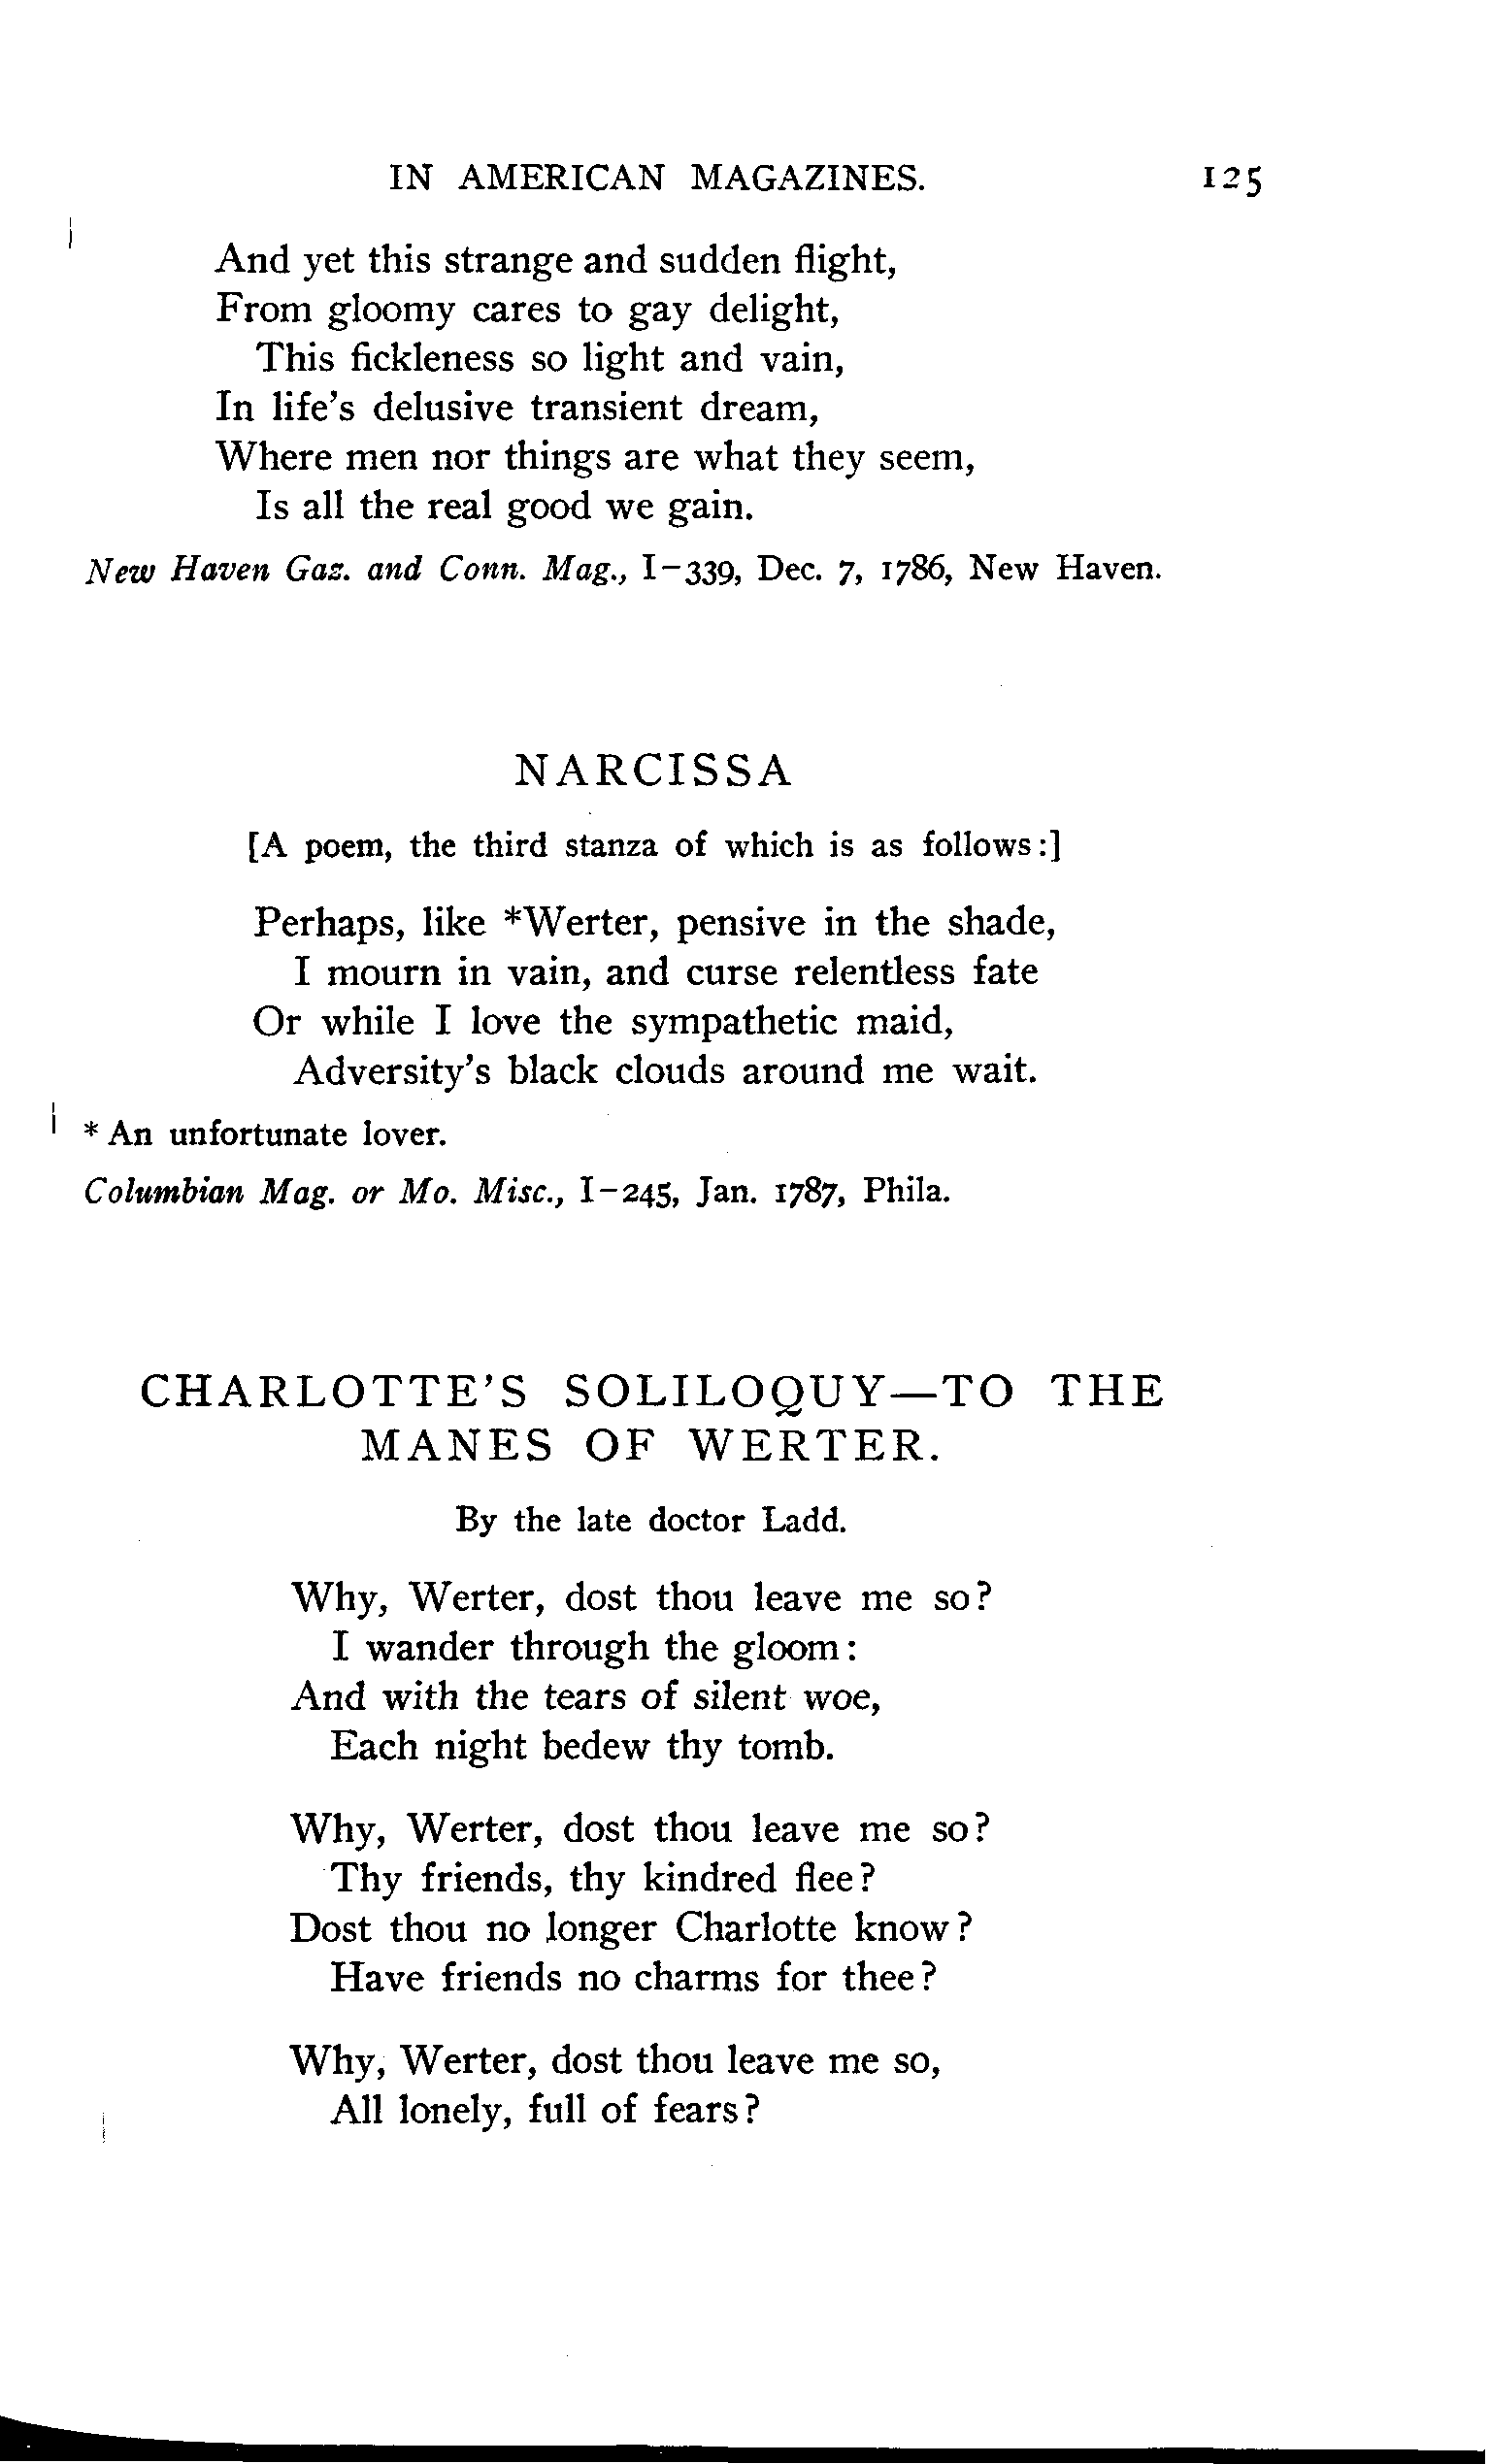 IN AMERICAN MAGAZINES. 125
And yet this strange and sudden flight,
From gloomy cares to gay delight,
This fickleness so light and vain,
In life's delusive transient dream,
Where men nor things are what they seem,
Is all the real good we gain.
New Haven Gaz. and Conn. Mag., I-339, Dec. 7, 1786, New Haven.
NARCISSA
[A poem, the third stanza of which is as follows:]
Perhaps, like *Werter, pensive in the shade,
I mourn in vain, and curse relentless fate
Or while I love the sympathetic maid,
Adversity's black clouds around me wait.
* An unfortunate lover.
Columbian Mag. or Mo. Misc., I-245, Jan. 1787, Phila.
CHARLOTTE'S SOLILOQUY—TO THE
MANES OF WERTER.
By the late doctor Ladd.
Why, Werter, dost thou leave me so?
I wander through the gloom:
And with the tears of silent woe,
Each night bedew thy tomb.
Why, Werter, dost thou leave me so?
Thy friends, thy kindred flee?
Dost thou no longer Charlotte know?
Have friends no charms for thee?
Why, Werter, dost thou leave me so,
All lonely, full of fears?